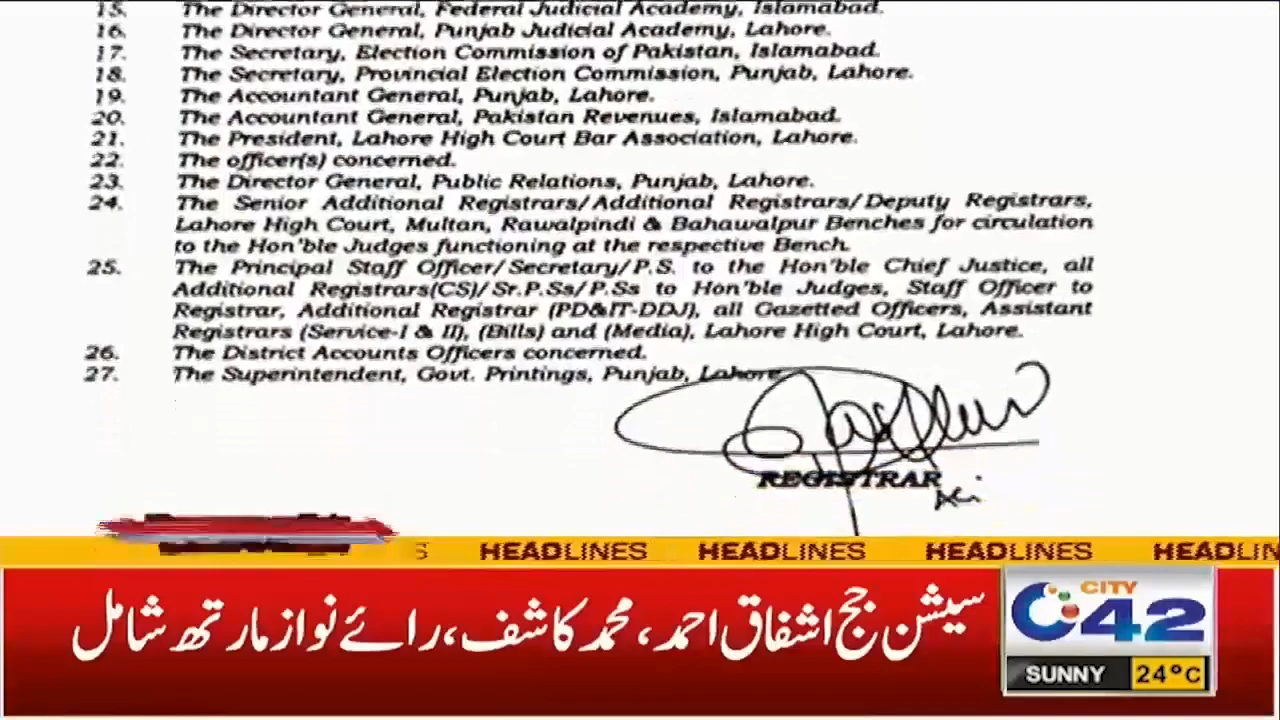 15. The Director General, Federal Judicial Academy, Islamabad.
16. The Director General, Punjab Judicial Academy, Lahore.
17. The Secretary, Election Commission of Pakistan, Islamabad.
18. The Secretary, Provincial Election Commission, Punjab, Lahore.
19. The Accountant General, Punjab, Lahore.
20. The Accountant General, Pakistan Revenues, Islamabad.
21. The President, Lahore High Court Bar Association, Lahore.
22. The officer(s) concerned.
23. The Director General, Public Relations, Punjab, Lahore.
24. The Senior Additional Registrars/Additional Registrars/Deputy Registrars,
Lahore High Court, Multan, Rawalpindi & Bahawalpur Benches for circulation
to the Hon'ble Judges functioning at the respective Bench.
25. The Principal Staff Officer/Secretary/P.S. to the Hon'ble Chief Justice, all
Additional Registrars(CS)/Sr.P.Ss/P.Ss to Hon'ble Judges, Staff Officer to
Registrar, Additional Registrar (PD&IT-DDJ), all Gazetted Officers, Assistant
Registrars (Service-I & II), (Bills) and (Media), Lahore High Court, Lahore.
26. The District Accounts Officers concerned.
27. The Superintendent, Govt. Printings, Punjab, Lahore
REGISTRAR
S HEADLINES HEADLINES HEADLINES HEADLIN
سیشن جج اشفاق احمد، محمد کاشف، رائے نواز مارتھ شامل
CITY
42
SUNNY 24°C